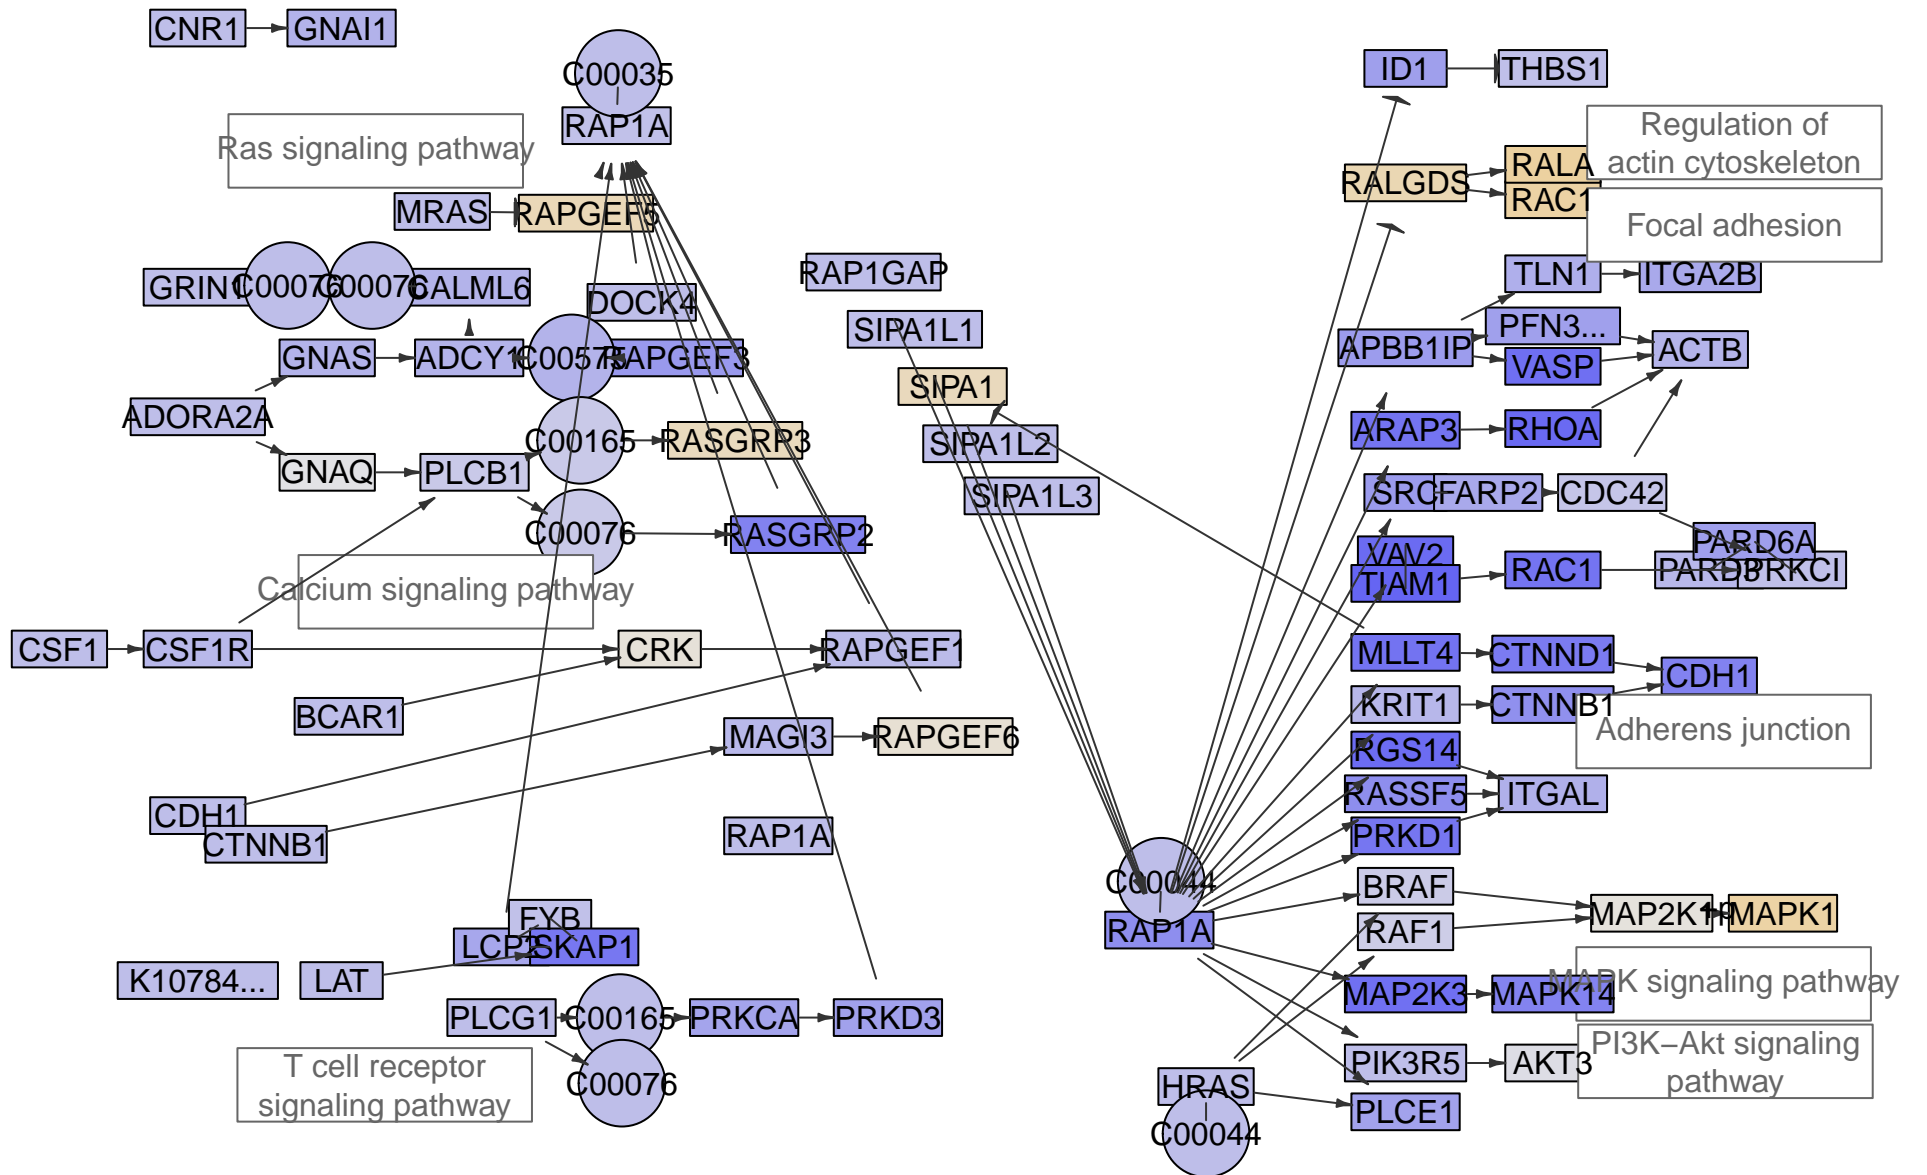 CNR1
GNAI1
C00035
RAP1A
Ras signaling pathway
MRAS
RAPGEF5
GRIN1
C00076
C00076
CALML6
DOCK4
GNAS
ADCY1
C00575
RAPGEF3
ADORA2A
GNAQ
PLCB1
C00165
RASGRP3
C00076
RASGRP2
Calcium signaling pathway
CSF1
CSF1R
CRK
RAPGEF1
BCAR1
MAGI3
RAPGEF6
CDH1
CTNNB1
RAP1A
FYB
LCP2
SKAP1
K10784...
LAT
PLCG1
C00165
PRKCA
PRKD3
T cell receptor
signaling pathway
C00076
RAP1GAP
SIPA1L1
SIPA1
SIPA1L2
SIPA1L3
C00044
RAP1A
HRAS
C00044
ID1
THBS1
Regulation of
actin cytoskeleton
RALGDS
RALA
RAC1
Focal adhesion
TLN1
ITGA2B
APBB1IP
PFN3...
VASP
ACTB
ARAP3
RHOA
SRC
FARP2
CDC42
VAV2
TIAM1
RAC1
PARD6A
PARD3
PRKCI
MLLT4
CTNND1
CDH1
KRIT1
CTNNB1
Adherens junction
RGS14
RASSF5
ITGAL
PRKD1
BRAF
RAF1
MAP2K1
+p
MAPK1
MAP2K3
MAPK14
MAPK signaling pathway
PIK3R5
AKT3
PI3K−Akt signaling
pathway
PLCE1